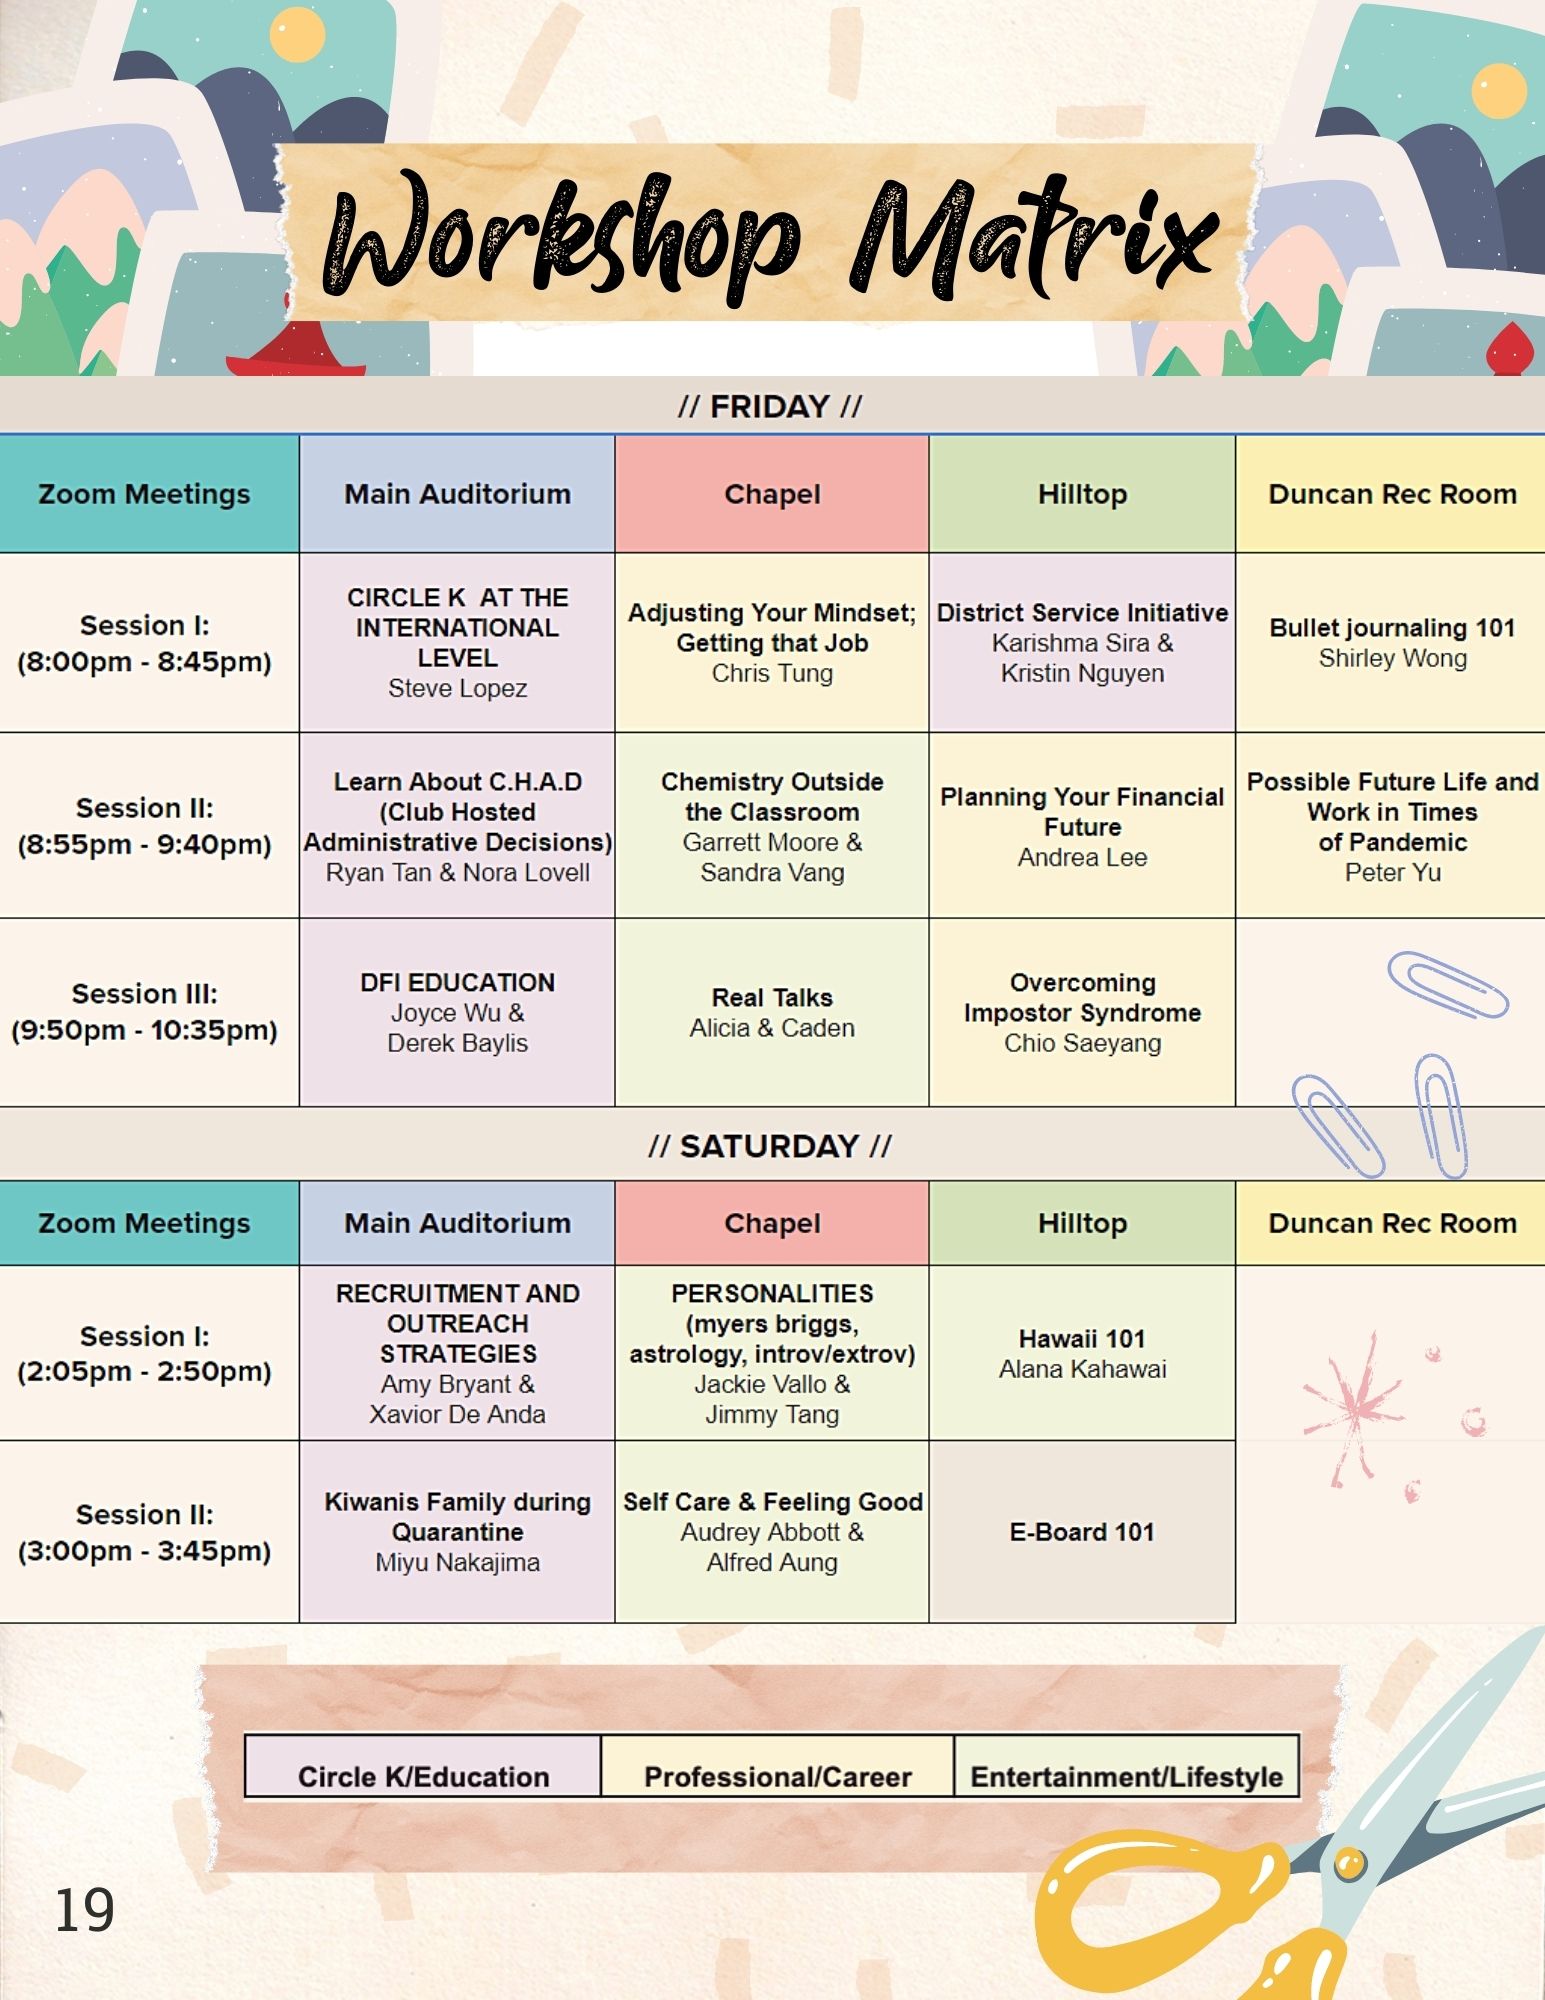 Workshop Matrix
// FRIDAY //
Zoom Meetings
Main Auditorium
Chapel
Hilltop
Duncan Rec Room
Session I:
(8:00pm - 8:45pm)
CIRCLE K AT THE
INTERNATIONAL
LEVEL
Steve Lopez
Adjusting Your Mindset;
Getting that Job
Chris Tung
District Service Initiative
Karishma Sira &
Kristin Nguyen
Bullet journaling 101
Shirley Wong
Session II:
(8:55pm - 9:40pm)
Learn About C.H.A.D
(Club Hosted
Administrative Decisions)
Ryan Tan & Nora Lovell
Chemistry Outside
the Classroom
Garrett Moore &
Sandra Vang
Planning Your Financial
Future
Andrea Lee
Possible Future Life and
Work in Times
of Pandemic
Peter Yu
Session III:
(9:50pm - 10:35pm)
DFI EDUCATION
Joyce Wu &
Derek Baylis
Real Talks
Alicia & Caden
Overcoming
Impostor Syndrome
Chio Saeyang
// SATURDAY //
Zoom Meetings
Main Auditorium
Chapel
Hilltop
Duncan Rec Room
Session I:
(2:05pm - 2:50pm)
RECRUITMENT AND
OUTREACH
STRATEGIES
Amy Bryant &
Xavior De Anda
PERSONALITIES
(myers briggs,
astrology, introv/extrov)
Jackie Vallo &
Jimmy Tang
Hawaii 101
Alana Kahawai
Session II:
(3:00pm - 3:45pm)
Kiwanis Family during
Quarantine
Miyu Nakajima
Self Care & Feeling Good
Audrey Abbott &
Alfred Aung
E-Board 101
Circle K/Education
Professional/Career
Entertainment/Lifestyle
19